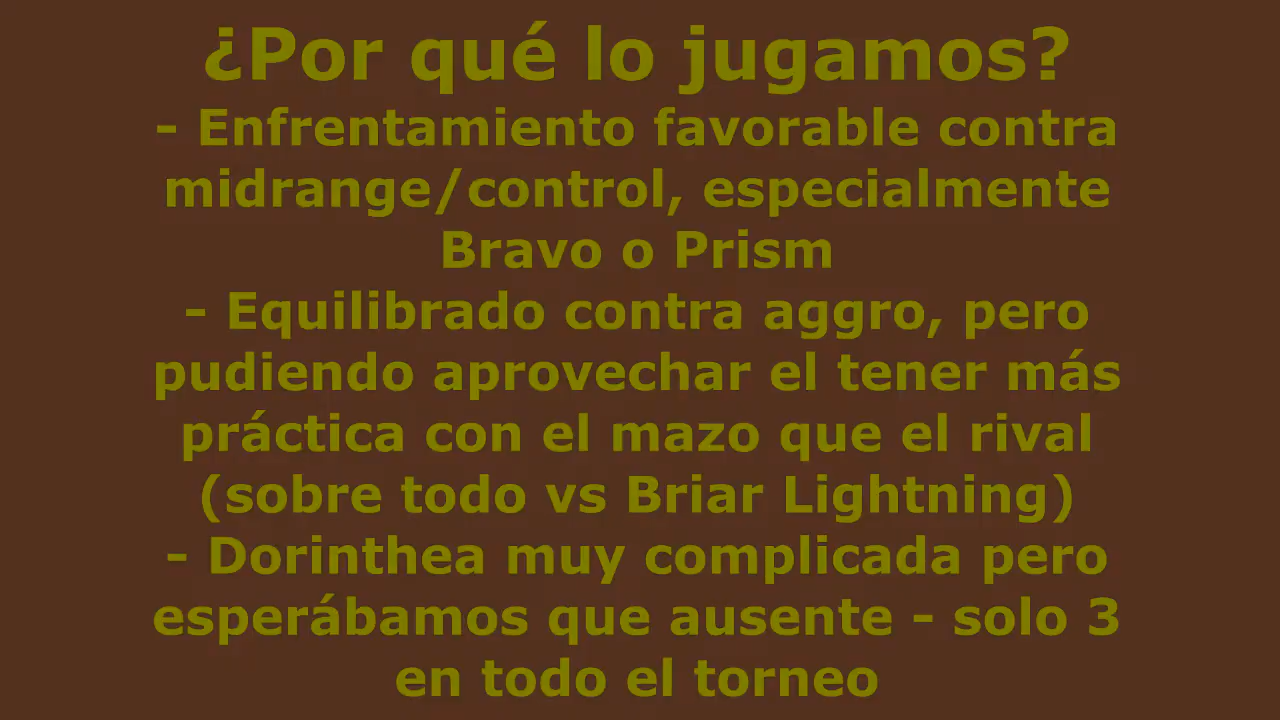 ¿Por qué lo jugamos?
- Enfrentamiento favorable contra
midrange/control, especialmente
Bravo o Prism
- Equilibrado contra aggro, pero
pudiendo aprovechar el tener más
práctica con el mazo que el rival
(sobre todo vs Briar Lightning)
- Dorinthea muy complicada pero
esperábamos que ausente - solo 3
en todo el torneo